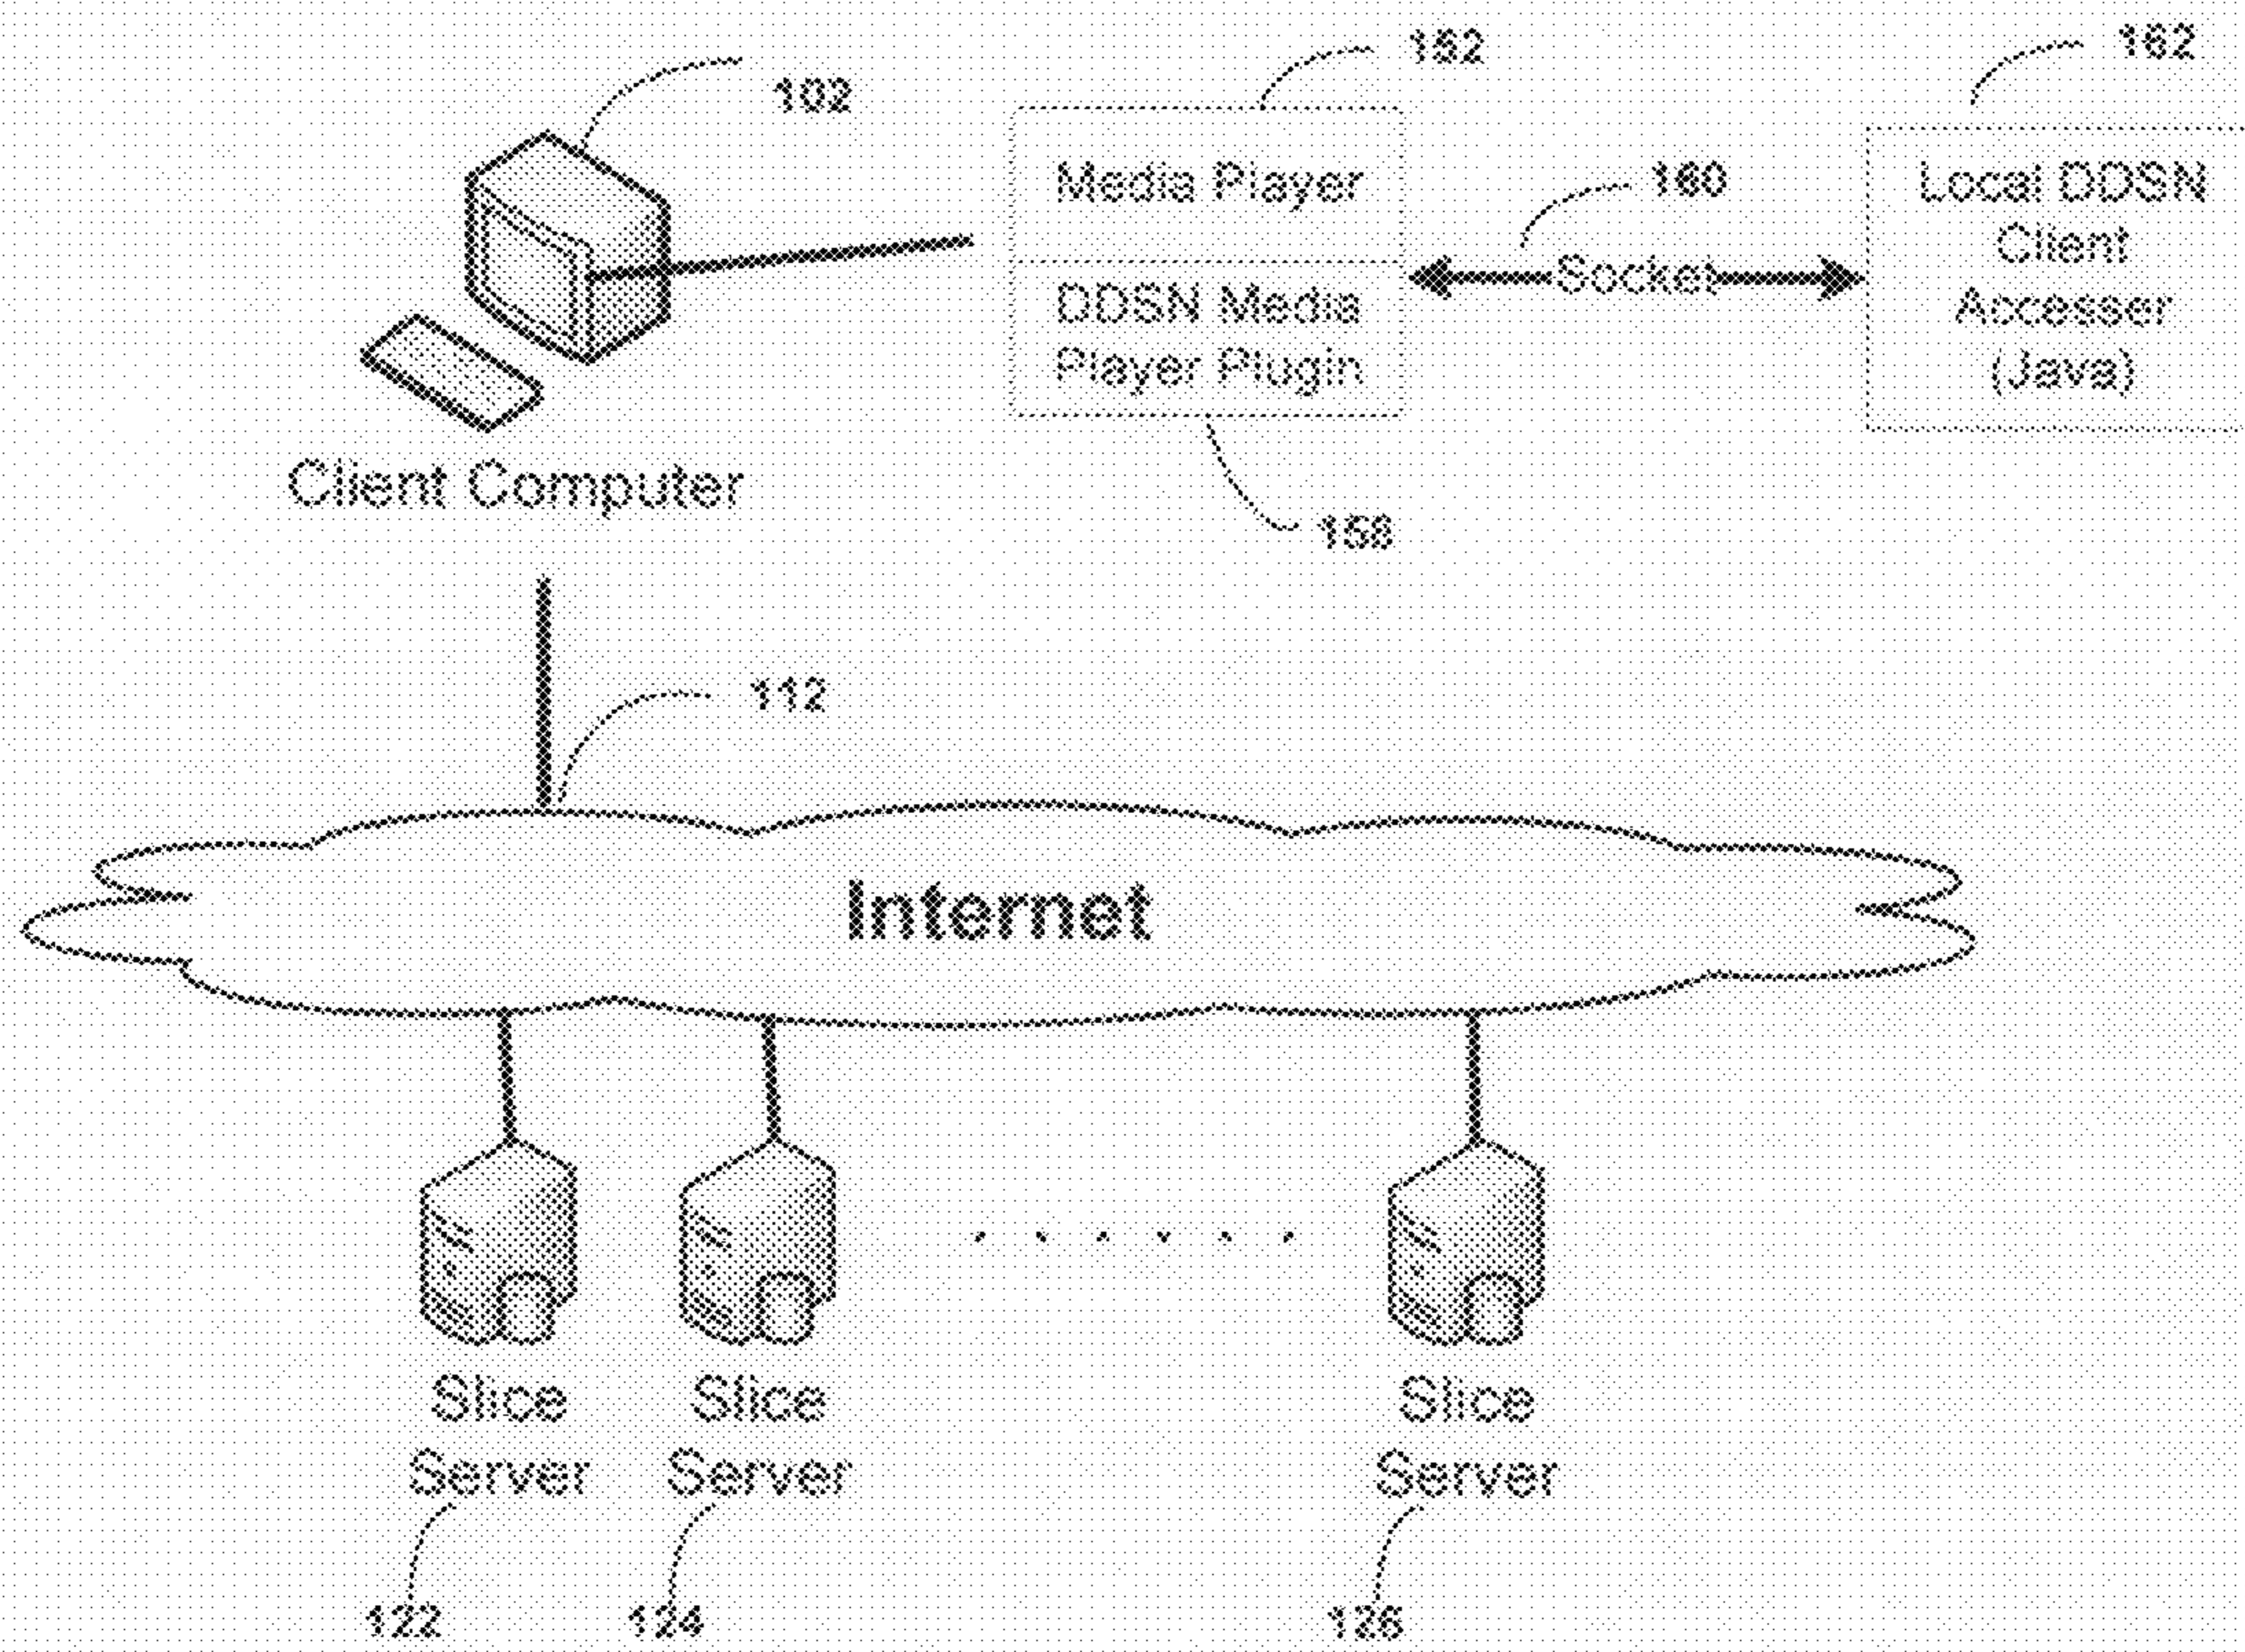 102
152
162
Media Player
160
Local DDSN
Client
Accesser
(Java)
Socket
DDSN Media
Player Plugin
Client Computer
158
112
Internet
Slice
Server
Slice
Server
Slice
Server
122
124
126